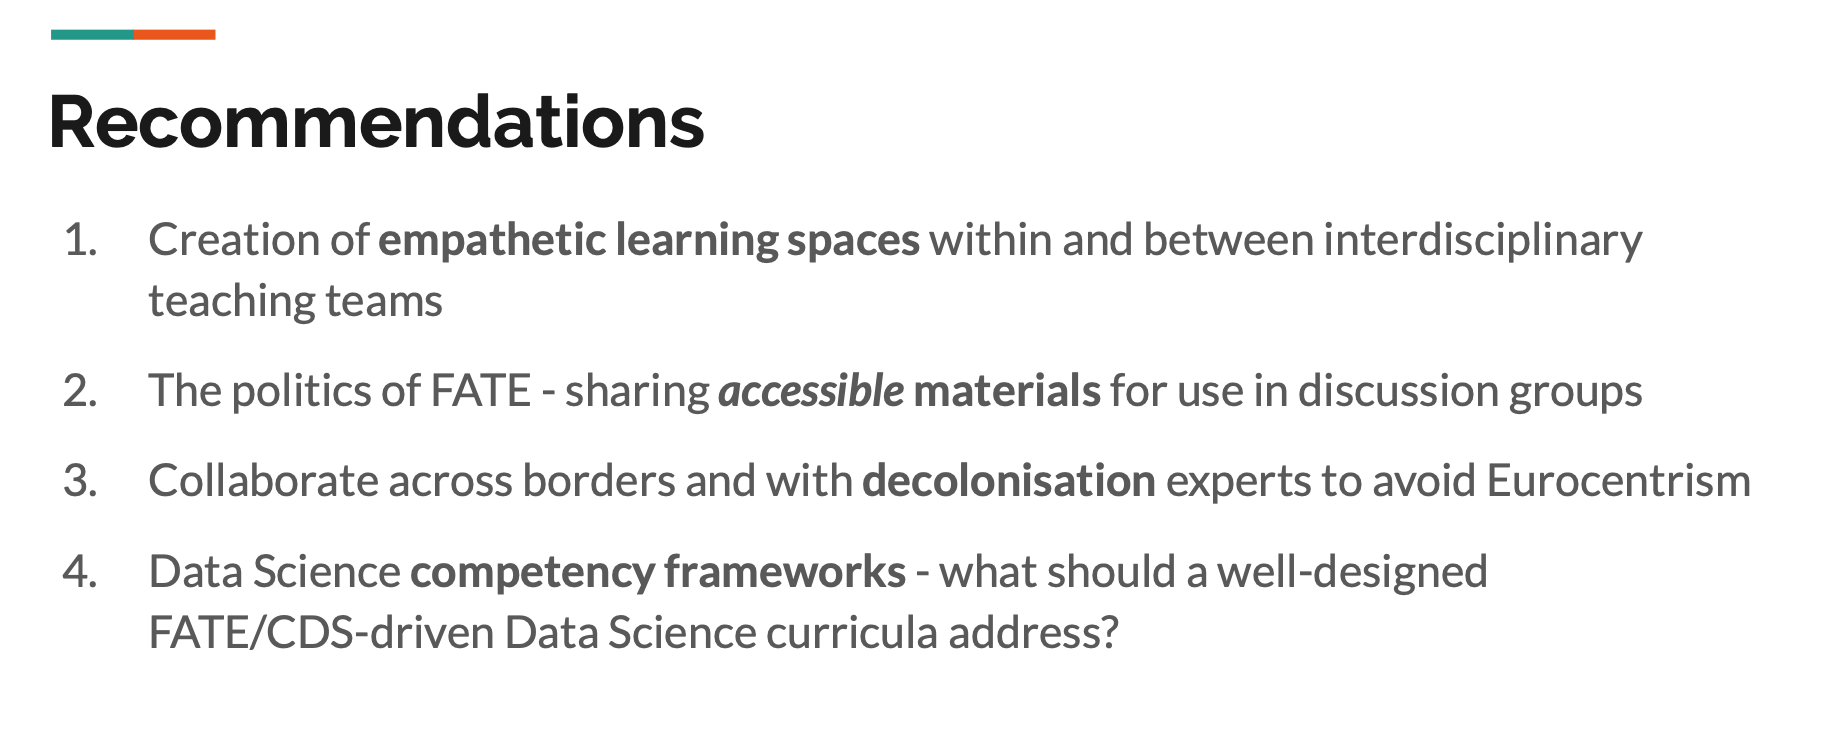 Recommendations
1. Creation of empathetic learning spaces within and between interdisciplinary
teaching teams
2. The politics of FATE - sharing accessible materials for use in discussion groups
3. Collaborate across borders and with decolonisation experts to avoid Eurocentrism
4. Data Science competency frameworks - what should a well-designed
FATE/CDS-driven Data Science curricula address?